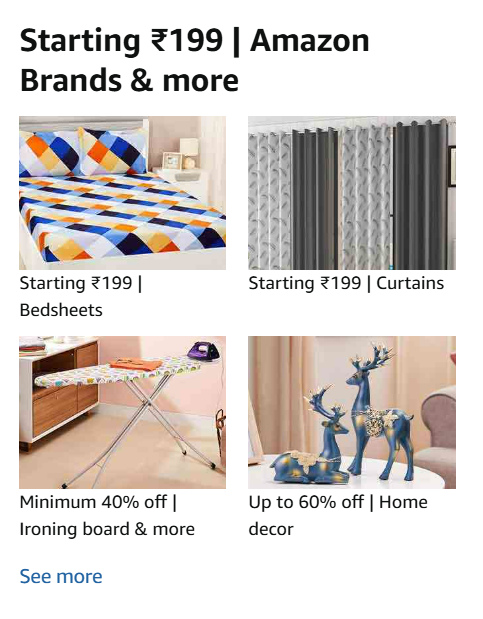 Starting ₹199 | Amazon
Brands & more
Starting ₹199 |
Bedsheets
Starting ₹199 | Curtains
Minimum 40% off |
Ironing board & more
Up to 60% off | Home
decor
See more